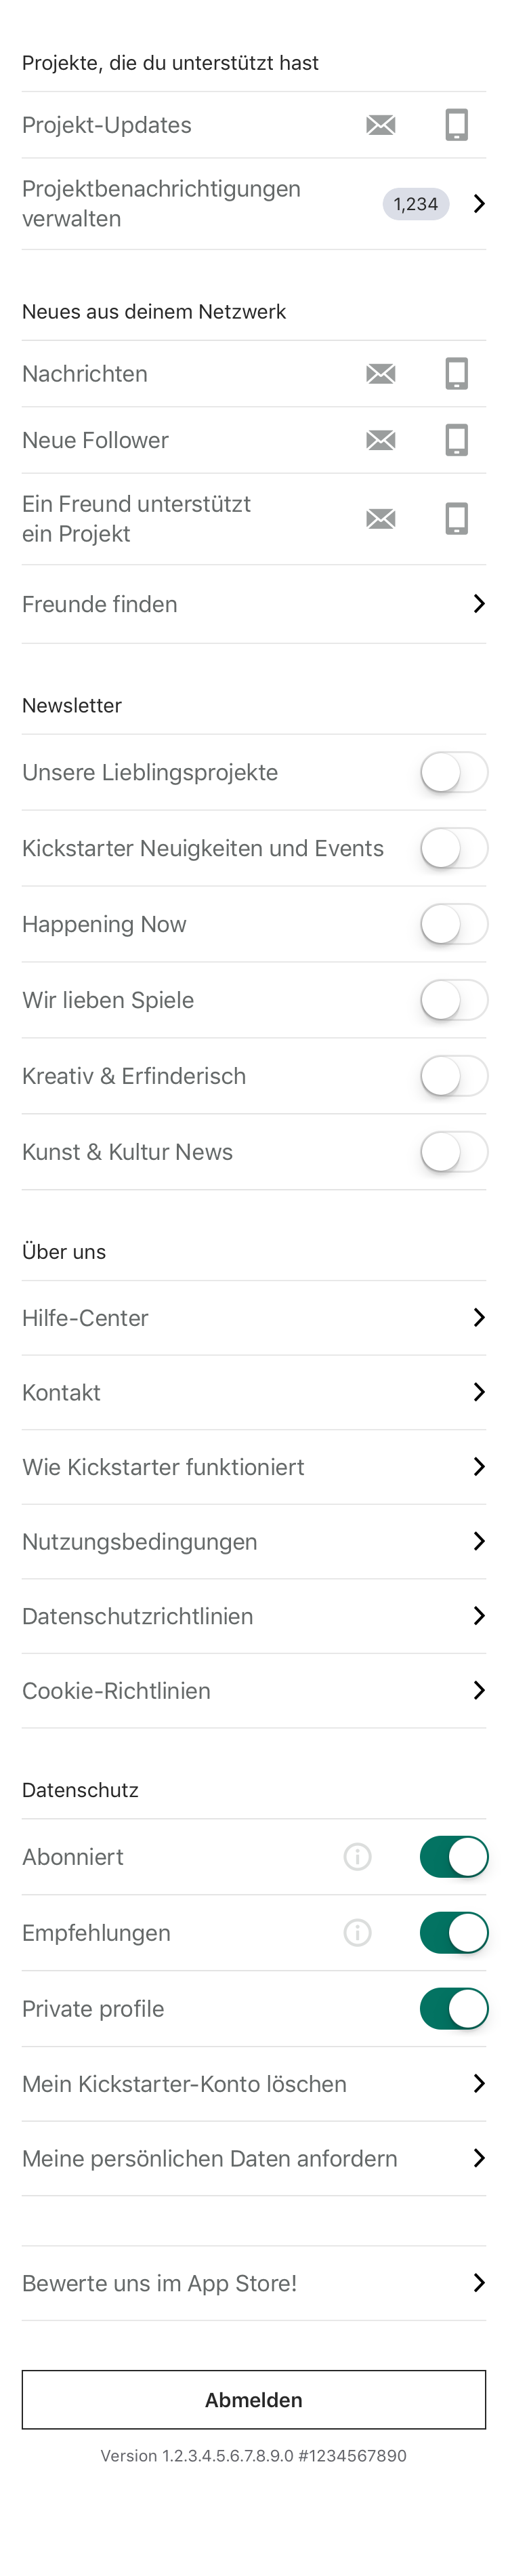 Projekte, die du unterstützt hast
Projekt-Updates
Projektbenachrichtigungen
verwalten
1,234
Neues aus deinem Netzwerk
Nachrichten
Neue Follower
Ein Freund unterstützt
ein Projekt
Freunde finden
Newsletter
Unsere Lieblingsprojekte
Kickstarter Neuigkeiten und Events
Happening Now
Wir lieben Spiele
Kreativ & Erfinderisch
Kunst & Kultur News
Über uns
Hilfe-Center
Kontakt
Wie Kickstarter funktioniert
Nutzungsbedingungen
Datenschutzrichtlinien
Cookie-Richtlinien
Datenschutz
Abonniert
Empfehlungen
Private profile
Mein Kickstarter-Konto löschen
Meine persönlichen Daten anfordern
Bewerte uns im App Store!
Abmelden
Version 1.2.3.4.5.6.7.8.9.0 #1234567890